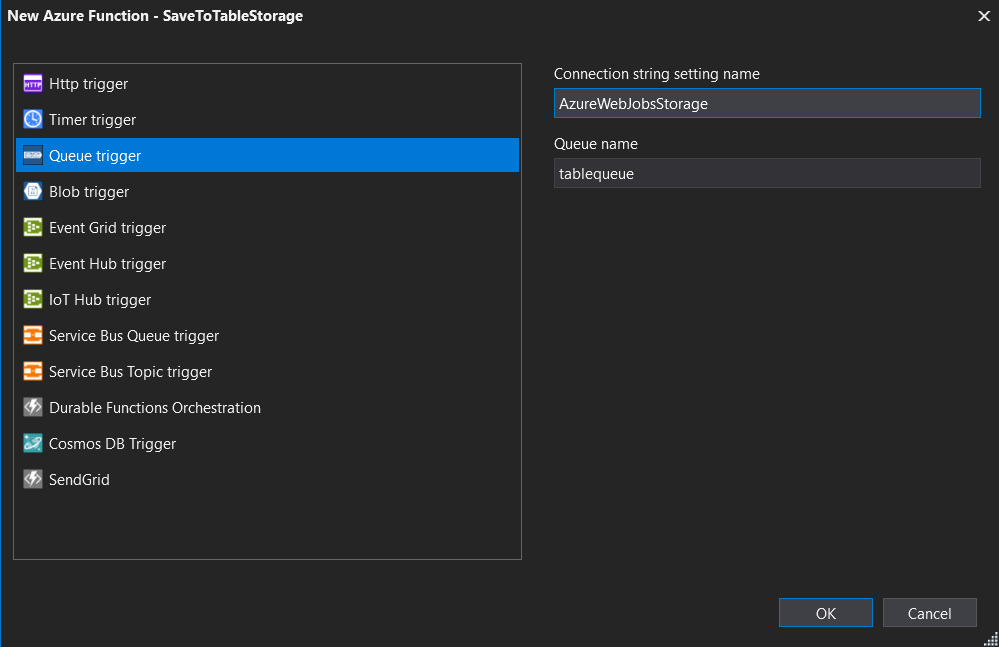 New Azure Function - SaveToTableStorage
HTTP Http trigger
Timer trigger
Queue trigger
Blob trigger
Event Grid trigger
Event Hub trigger
IoT Hub trigger
Service Bus Queue trigger
Service Bus Topic trigger
Durable Functions Orchestration
Cosmos DB Trigger
SendGrid
Connection string setting name
AzureWebJobsStorage
Queue name
tablequeue
OK
Cancel